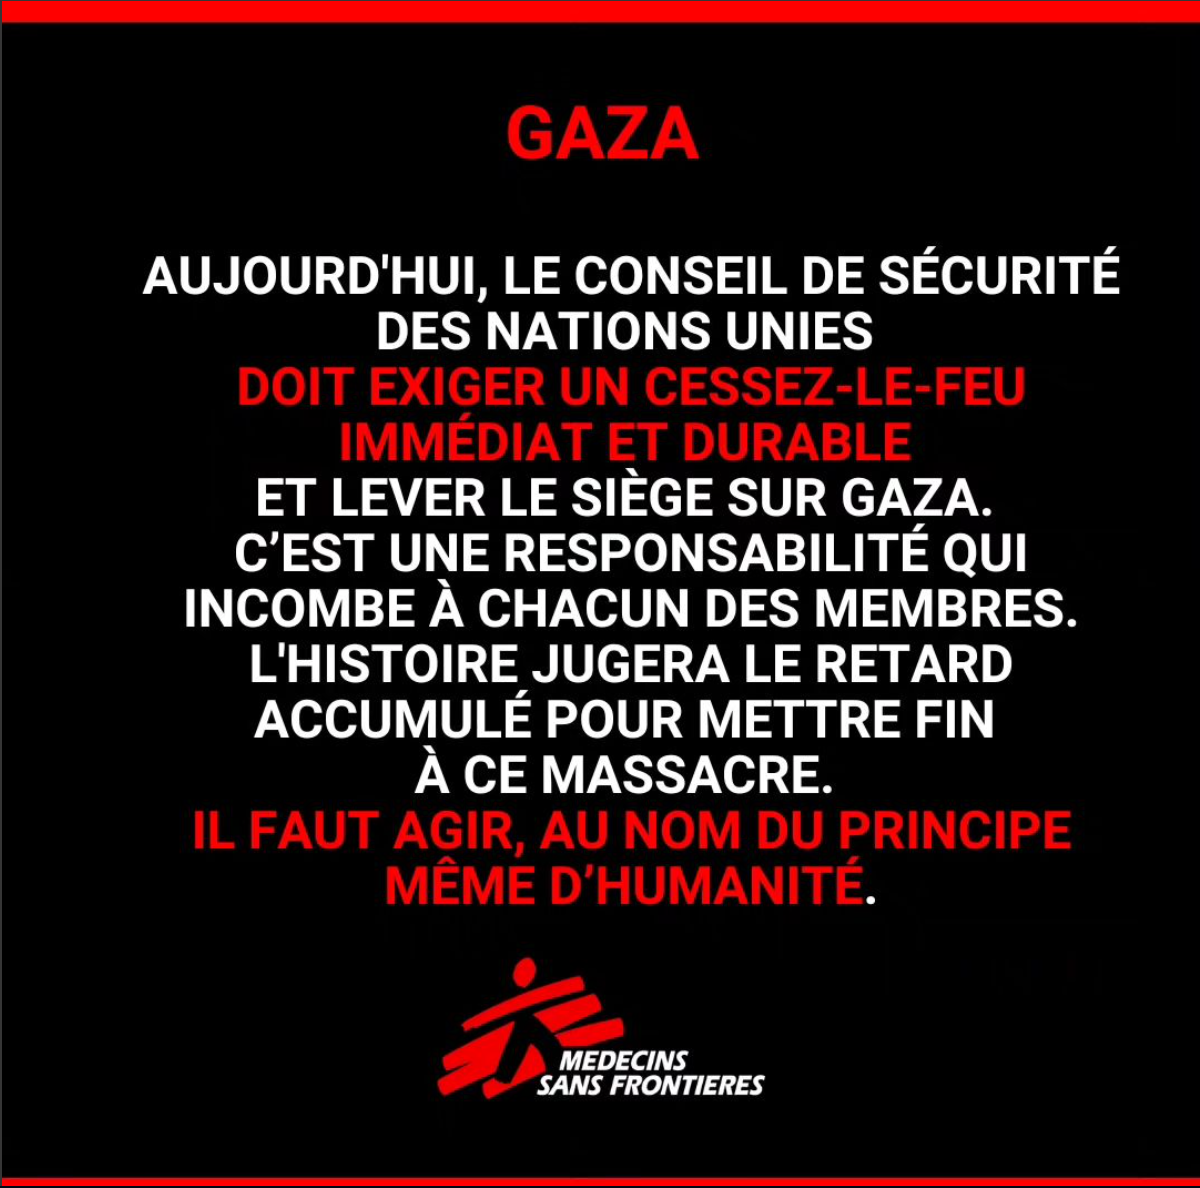 GAZA
AUJOURD'HUI, LE CONSEIL DE SÉCURITÉ
DES NATIONS UNIES
DOIT EXIGER UN CESSEZ-LE-FEU
IMMÉDIAT ET DURABLE
ET LEVER LE SIÈGE SUR GAZA.
C’EST UNE RESPONSABILITÉ QUI
INCOMBE À CHACUN DES MEMBRES.
L'HISTOIRE JUGERA LE RETARD
ACCUMULÉ POUR METTRE FIN
À CE MASSACRE.
IL FAUT AGIR, AU NOM DU PRINCIPE
MÊME D’HUMANITÉ.
MEDECINS
SANS FRONTIERES